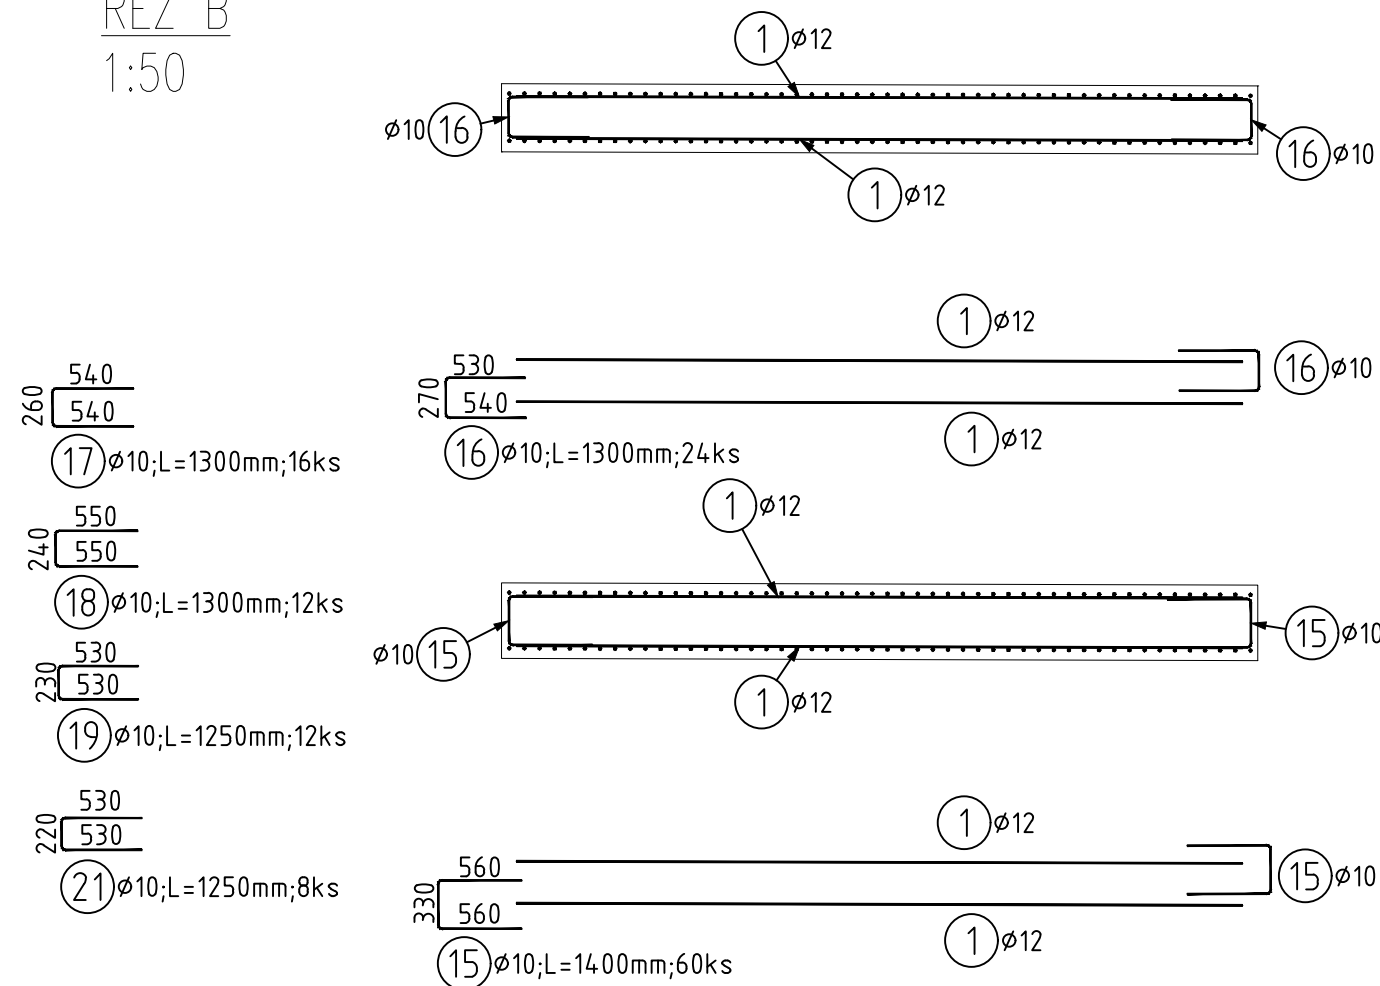 REZ B
1:50
1 ø12
ø10 16
16 ø10
1 ø12
1 ø12
530
270
540
16 ø10;L=1300mm;24ks
16 ø10
1 ø12
540
260
540
17 ø10;L=1300mm;16ks
550
240
550
18 ø10;L=1300mm;12ks
530
230
530
19 ø10;L=1250mm;12ks
530
220
530
21 ø10;L=1250mm;8ks
1 ø12
ø10 15
15 ø10
1 ø12
1 ø12
560
330
560
15 ø10;L=1400mm;60ks
15 ø10
1 ø12